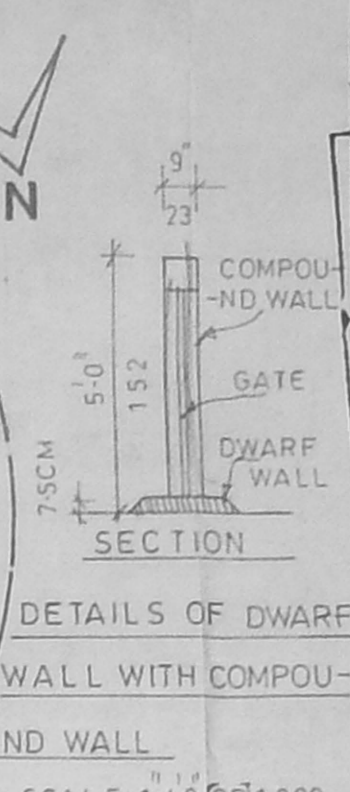 N
9"
23
COMPOU-
-ND WALL
5'-0"
152
GATE
DWARF
WALL
7.5CM
SECTION
DETAILS OF DWARF
WALL WITH COMPOU-
ND WALL